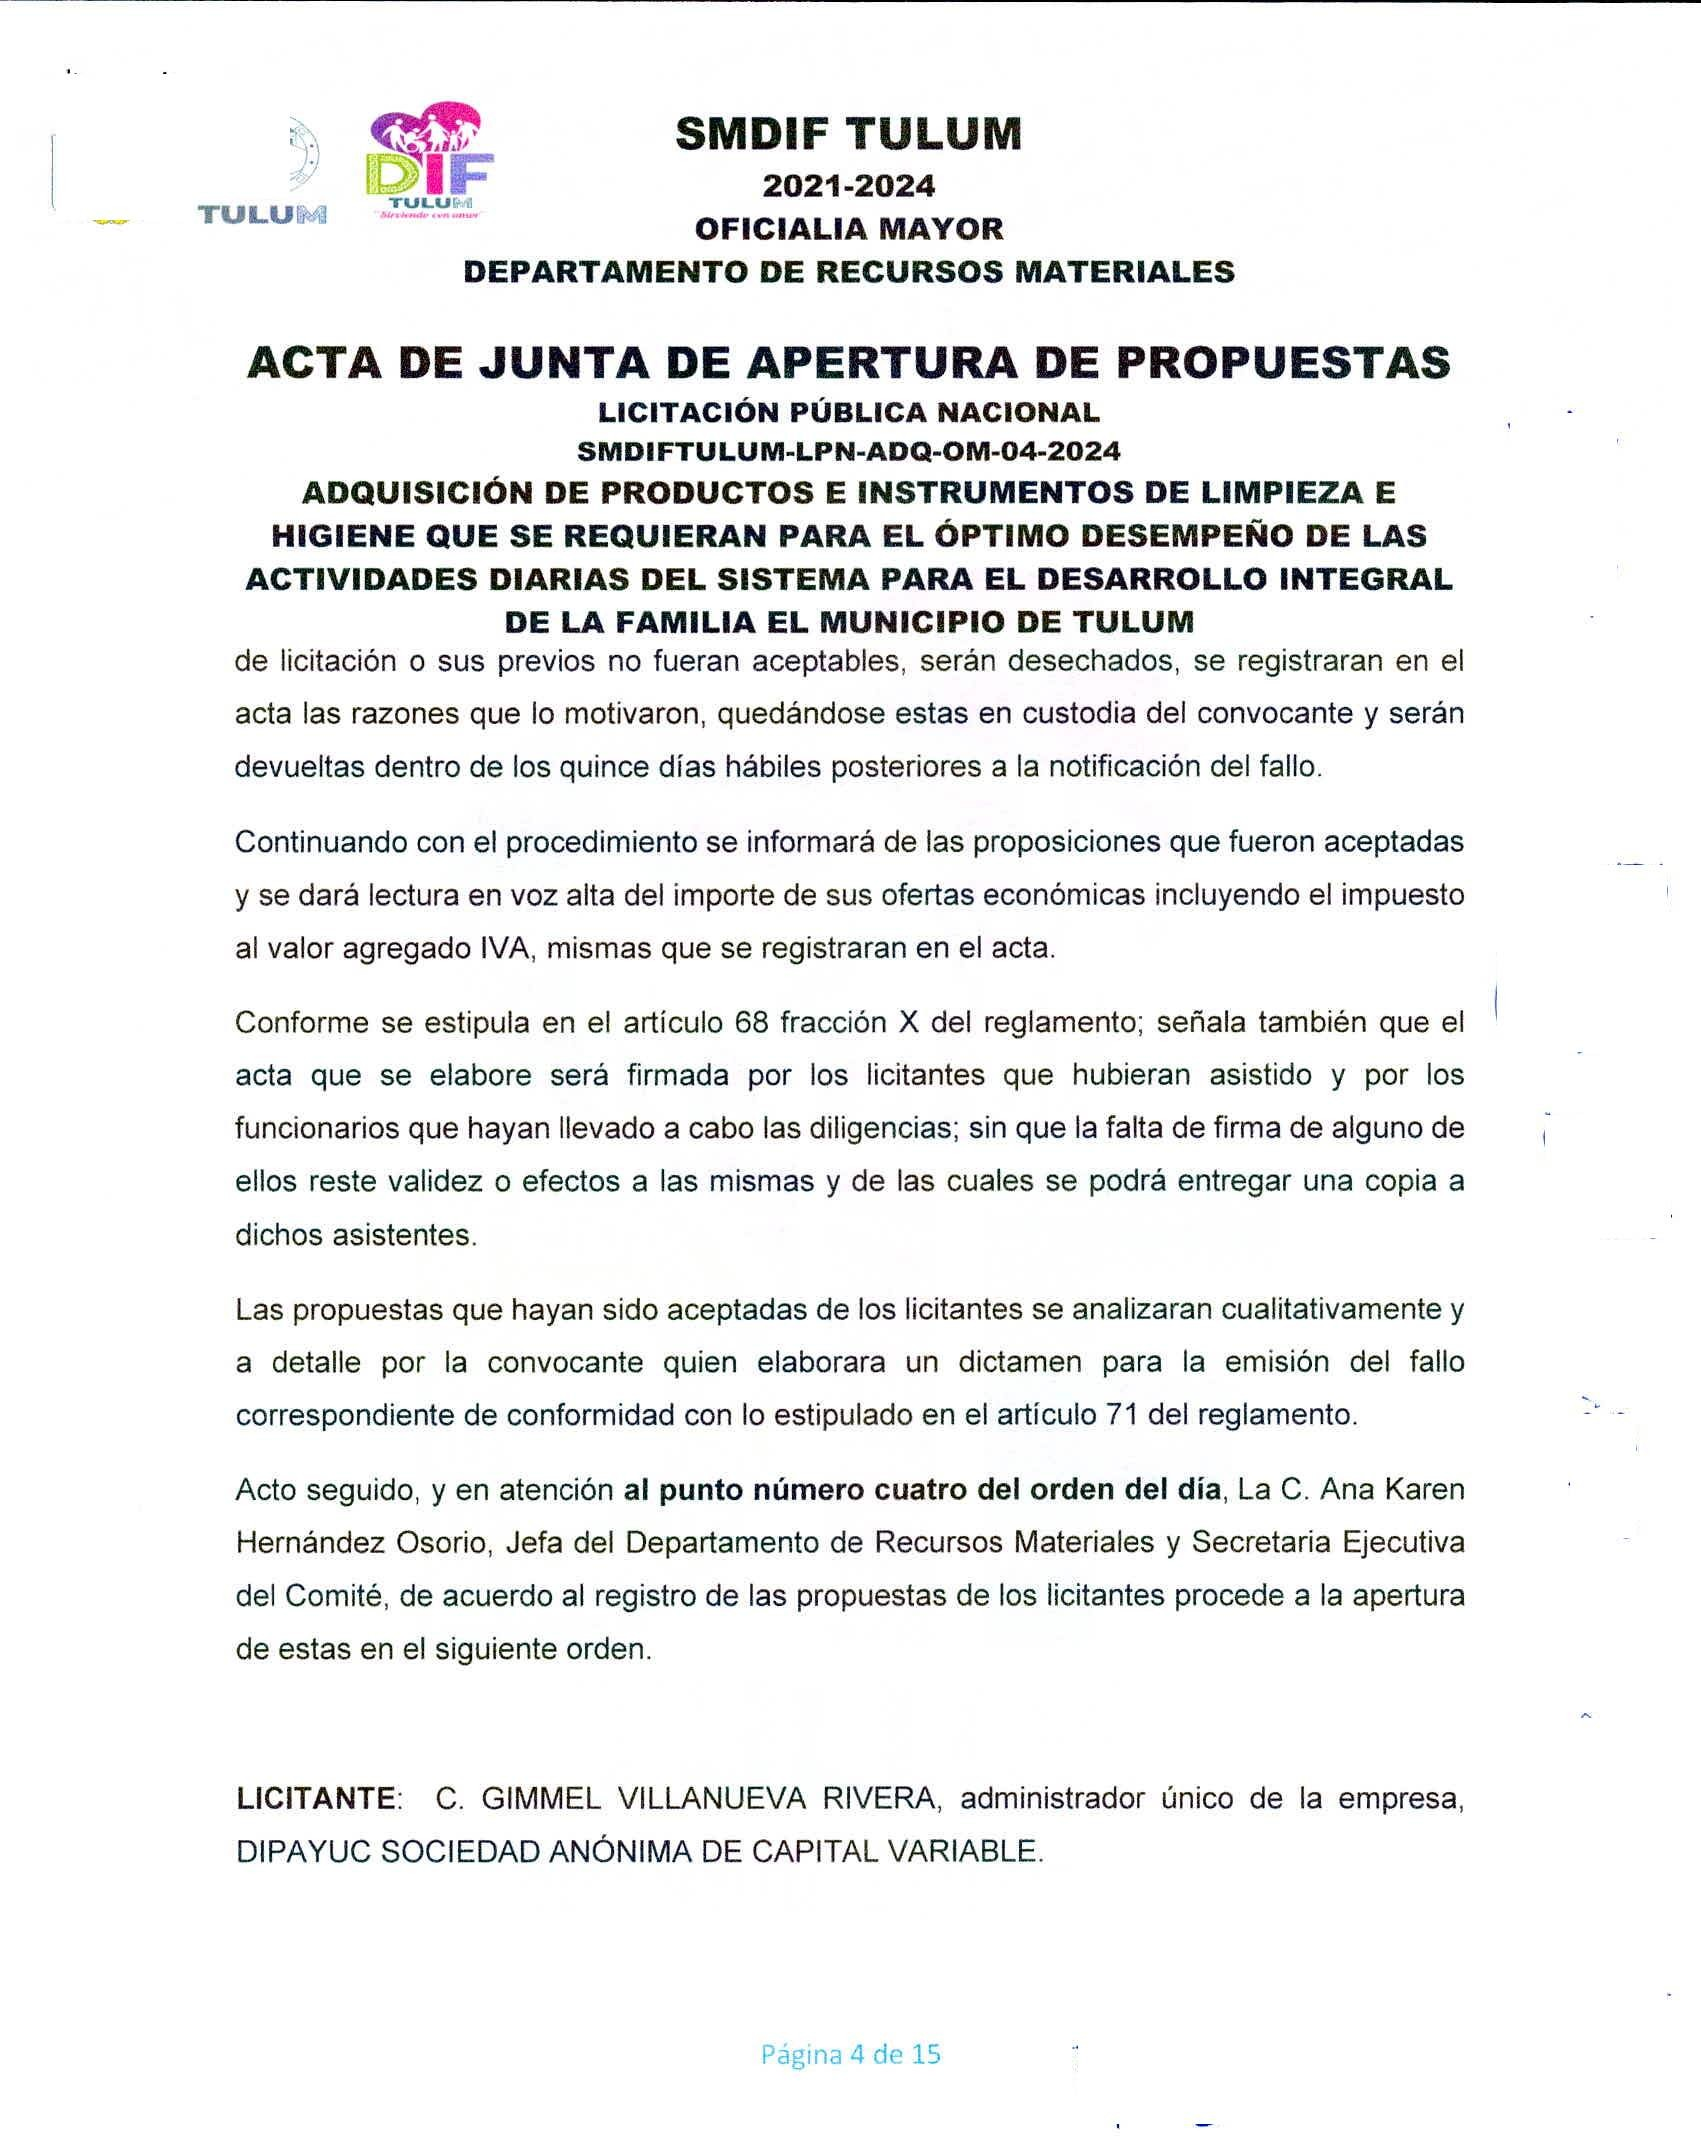 TULUM
DIF
TULUM
"Sirviendo con amor"
SMDIF TULUM
2021-2024
OFICIALIA MAYOR
DEPARTAMENTO DE RECURSOS MATERIALES
ACTA DE JUNTA DE APERTURA DE PROPUESTAS
LICITACIÓN PÚBLICA NACIONAL
SMDIFTULUM-LPN-ADQ-OM-04-2024
ADQUISICIÓN DE PRODUCTOS E INSTRUMENTOS DE LIMPIEZA E
HIGIENE QUE SE REQUIERAN PARA EL ÓPTIMO DESEMPEÑO DE LAS
ACTIVIDADES DIARIAS DEL SISTEMA PARA EL DESARROLLO INTEGRAL
DE LA FAMILIA EL MUNICIPIO DE TULUM
de licitación o sus previos no fueran aceptables, serán desechados, se registraran en el
acta las razones que lo motivaron, quedándose estas en custodia del convocante y serán
devueltas dentro de los quince días hábiles posteriores a la notificación del fallo.
Continuando con el procedimiento se informará de las proposiciones que fueron aceptadas
y se dará lectura en voz alta del importe de sus ofertas económicas incluyendo el impuesto
al valor agregado IVA, mismas que se registraran en el acta.
Conforme se estipula en el artículo 68 fracción X del reglamento; señala también que el
acta que se elabore será firmada por los licitantes que hubieran asistido y por los
funcionarios que hayan llevado a cabo las diligencias; sin que la falta de firma de alguno de
ellos reste validez o efectos a las mismas y de las cuales se podrá entregar una copia a
dichos asistentes.
Las propuestas que hayan sido aceptadas de los licitantes se analizaran cualitativamente y
a detalle por la convocante quien elaborara un dictamen para la emisión del fallo
correspondiente de conformidad con lo estipulado en el artículo 71 del reglamento.
Acto seguido, y en atención al punto número cuatro del orden del día, La C. Ana Karen
Hernández Osorio, Jefa del Departamento de Recursos Materiales y Secretaria Ejecutiva
del Comité, de acuerdo al registro de las propuestas de los licitantes procede a la apertura
de estas en el siguiente orden.
LICITANTE: C. GIMMEL VILLANUEVA RIVERA, administrador único de la empresa,
DIPAYUC SOCIEDAD ANÓNIMA DE CAPITAL VARIABLE.
Página 4 de 15